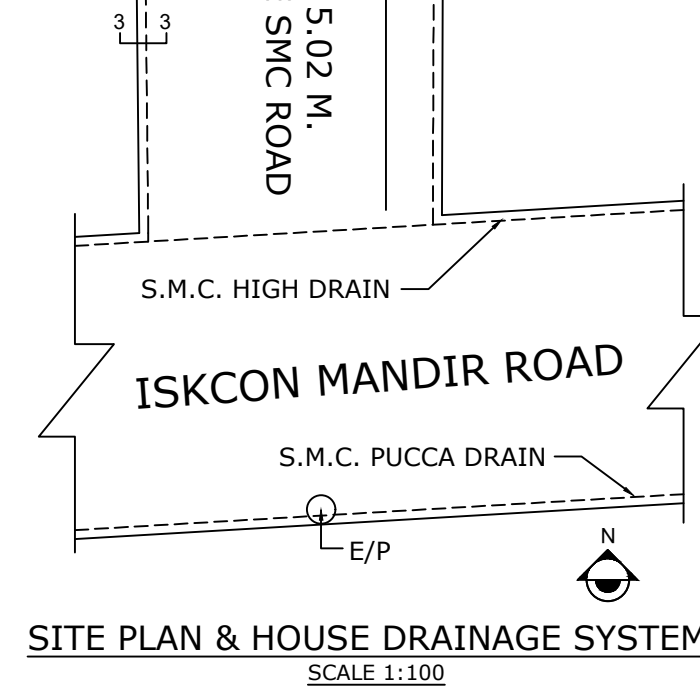 3 3
5.02 M.
SMC ROAD
S.M.C. HIGH DRAIN
ISKCON MANDIR ROAD
S.M.C. PUCCA DRAIN
E/P
N
SITE PLAN & HOUSE DRAINAGE SYSTEM
SCALE 1:100